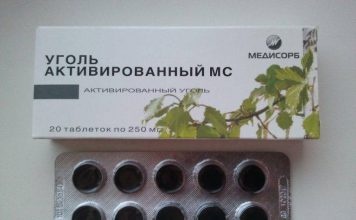 УГОЛЬ
АКТИВИРОВАННЫЙ МС
АКТИВИРОВАННЫЙ УГОЛЬ
20 таблеток по 250 мг
МЕДИСОРБ